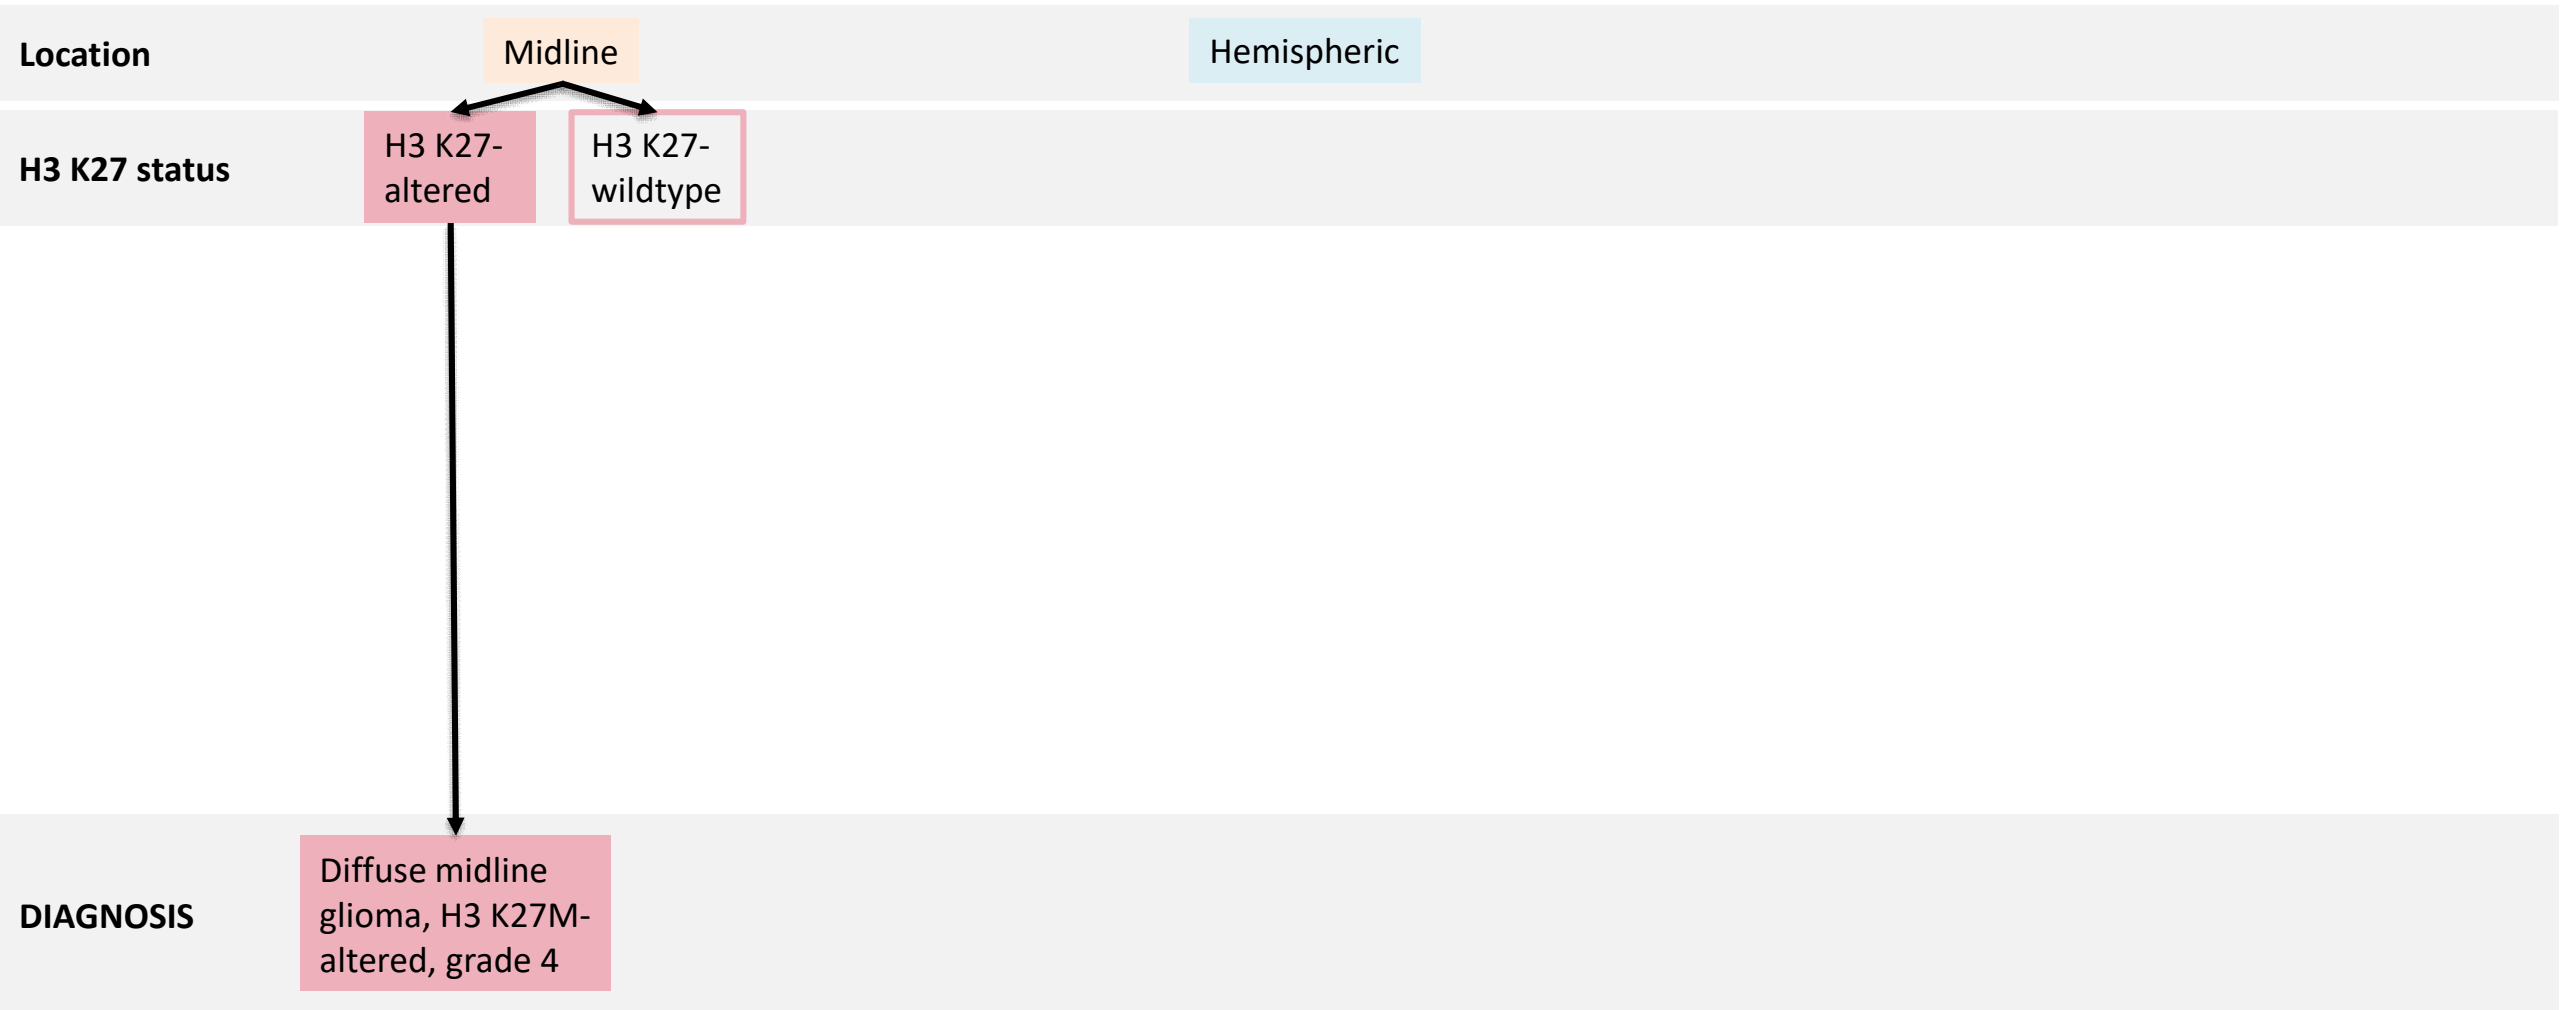 Location
Midline
Hemispheric
H3 K27 status
H3 K27-
altered
H3 K27-
wildtype
DIAGNOSIS
Diffuse midline
glioma, H3 K27M-
altered, grade 4